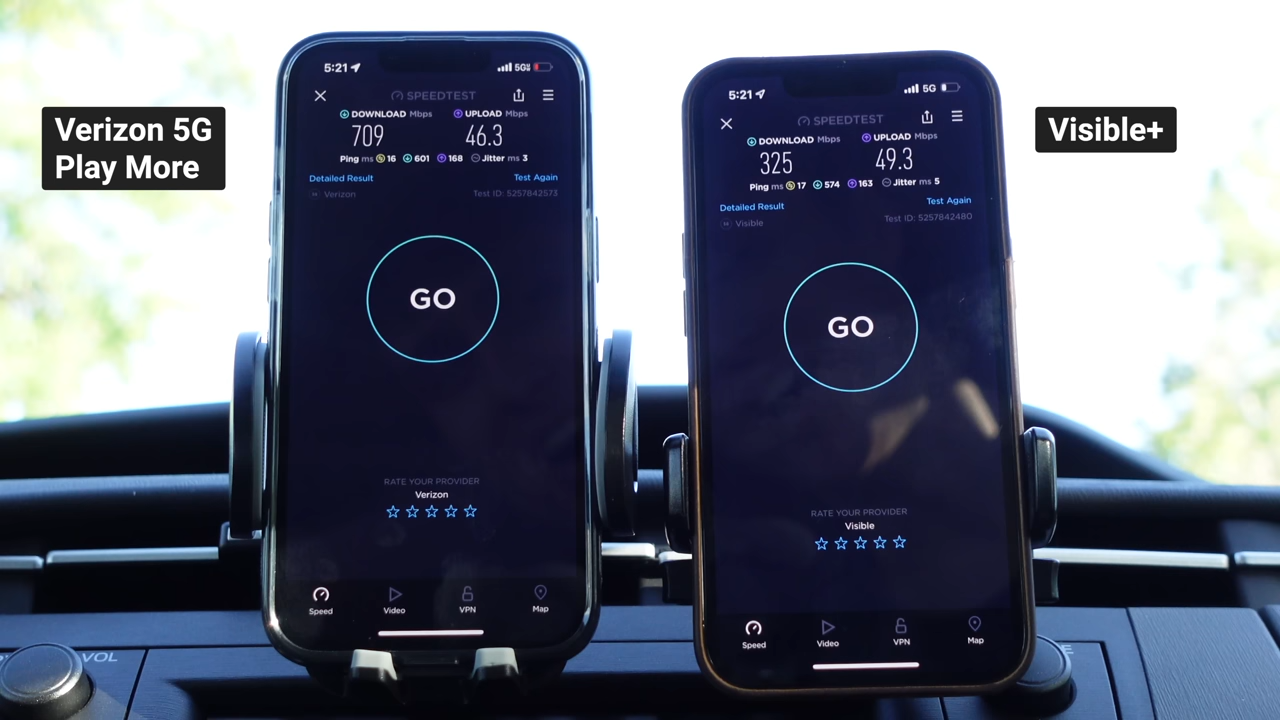 Verizon 5G
Play More
5:21
5G
SPEEDTEST
DOWNLOAD Mbps
UPLOAD Mbps
709
46.3
Ping ms 16 601 168 Jitter ms 3
Detailed Result
Test Again
Verizon
Test ID: 5257842573
GO
RATE YOUR PROVIDER
Verizon
Speed
Video
VPN
Map
VOL
Visible+
5:21
5G
SPEEDTEST
DOWNLOAD Mbps
UPLOAD Mbps
325
49.3
Ping ms 17 574 163 Jitter ms 5
Detailed Result
Test Again
Visible
Test ID: 5257842480
GO
RATE YOUR PROVIDER
Visible
Speed
Video
VPN
Map